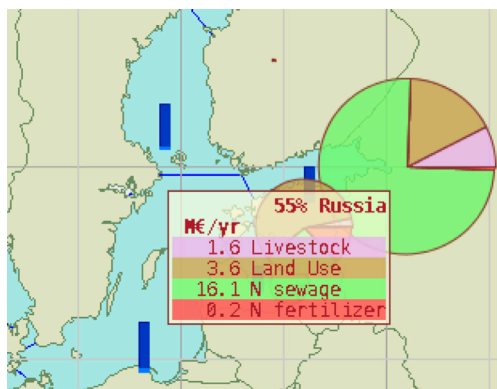 55% Russia
M€/yr
1.6 Livestock
3.6 Land Use
16.1 N sewage
0.2 N fertilizer